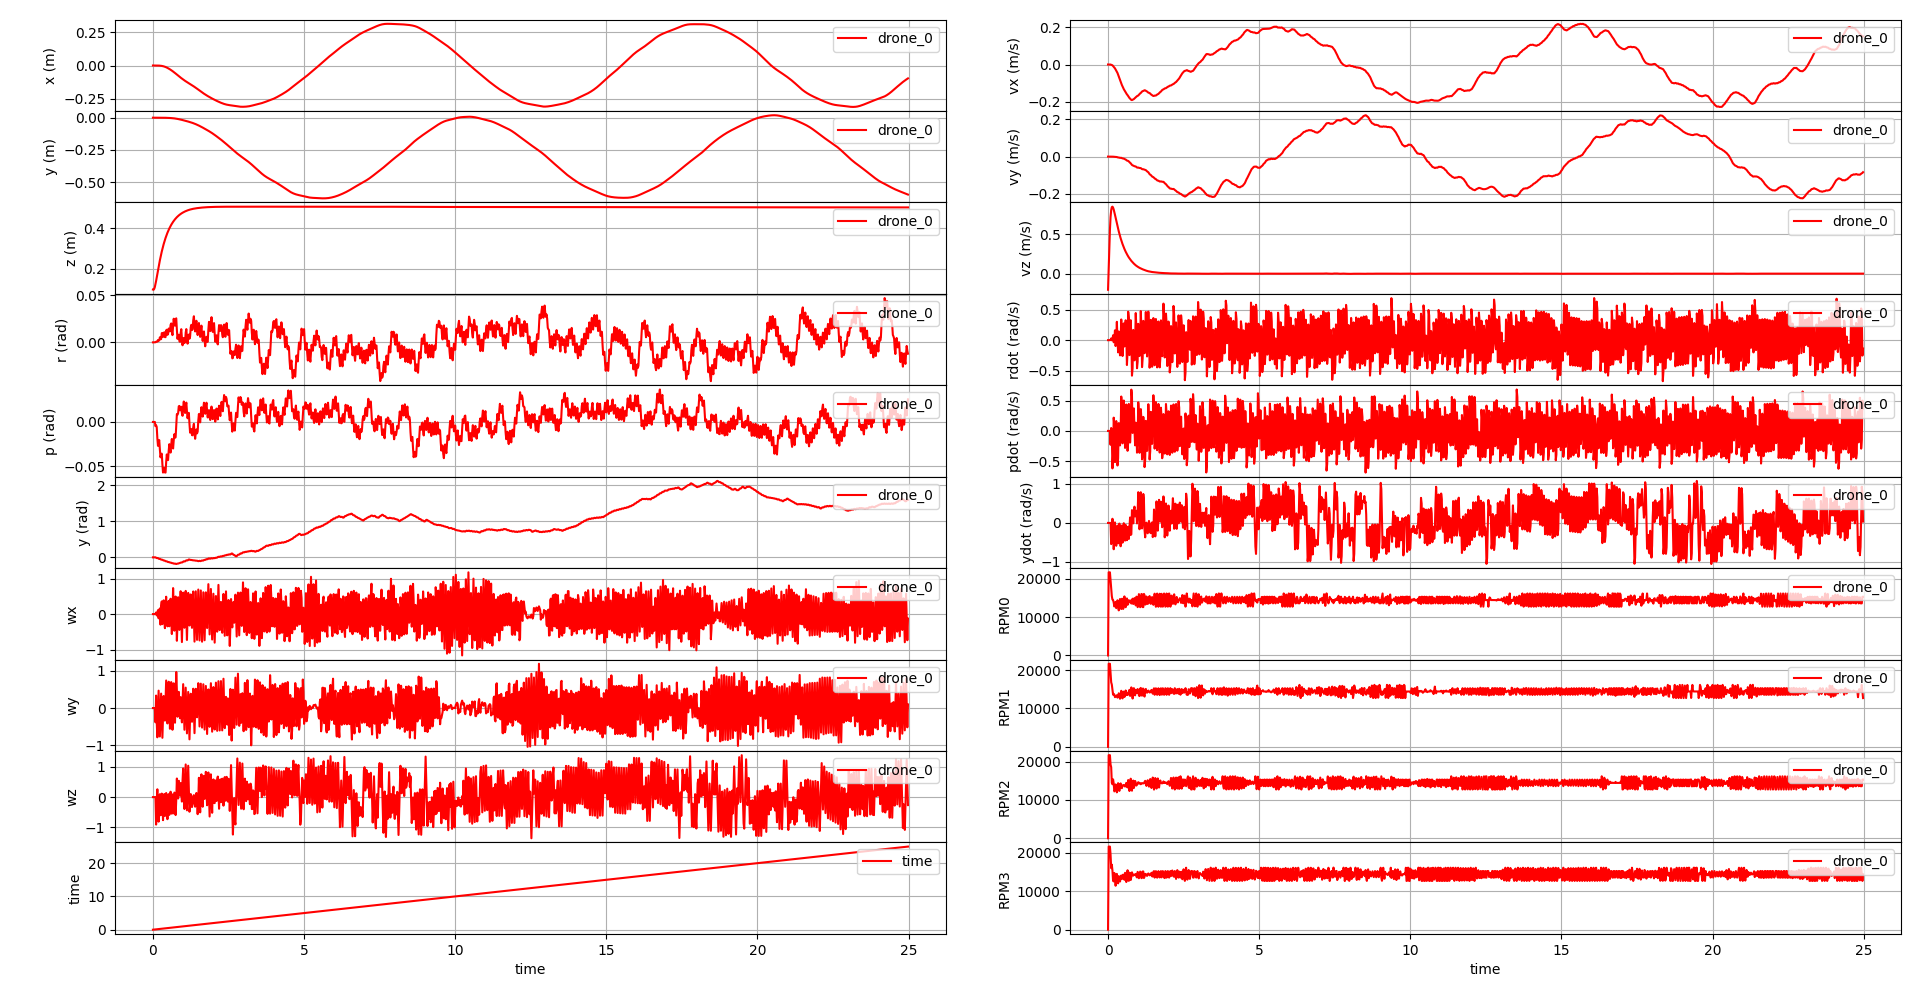 x (m)
0.25
0.00
−0.25
drone_0
y (m)
0.00
−0.25
−0.50
drone_0
z (m)
0.4
0.2
drone_0
r (rad)
0.05
0.00
drone_0
p (rad)
0.00
−0.05
drone_0
y (rad)
2
1
0
drone_0
wx
1
0
−1
drone_0
wy
1
0
−1
drone_0
wz
1
0
−1
drone_0
time
20
10
0
time
0 5 10 15 20 25
time
vx (m/s)
0.2
0.0
−0.2
drone_0
vy (m/s)
0.2
0.0
−0.2
drone_0
vz (m/s)
0.5
0.0
drone_0
rdot (rad/s)
0.5
0.0
−0.5
drone_0
pdot (rad/s)
0.5
0.0
−0.5
drone_0
ydot (rad/s)
1
0
−1
drone_0
RPM0
20000
10000
0
drone_0
RPM1
20000
10000
0
drone_0
RPM2
20000
10000
0
drone_0
RPM3
20000
10000
0
drone_0
0 5 10 15 20 25
time